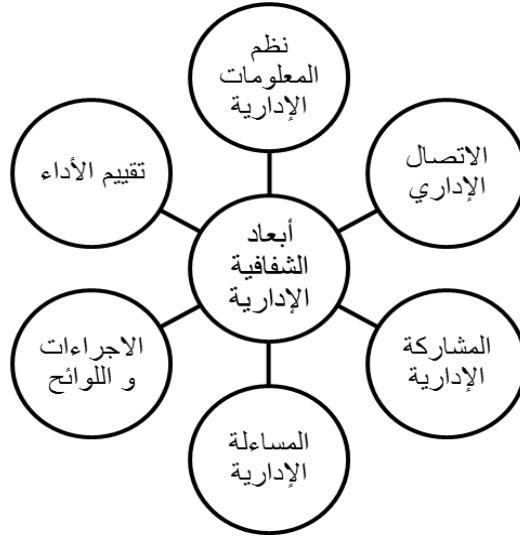 نظم
المعلومات
الإدارية
الاتصال
الإداري
تقييم الأداء
أبعاد
الشفافية
الإدارية
المشاركة
الإدارية
الاجراءات
و اللوائح
المساءلة
الإدارية